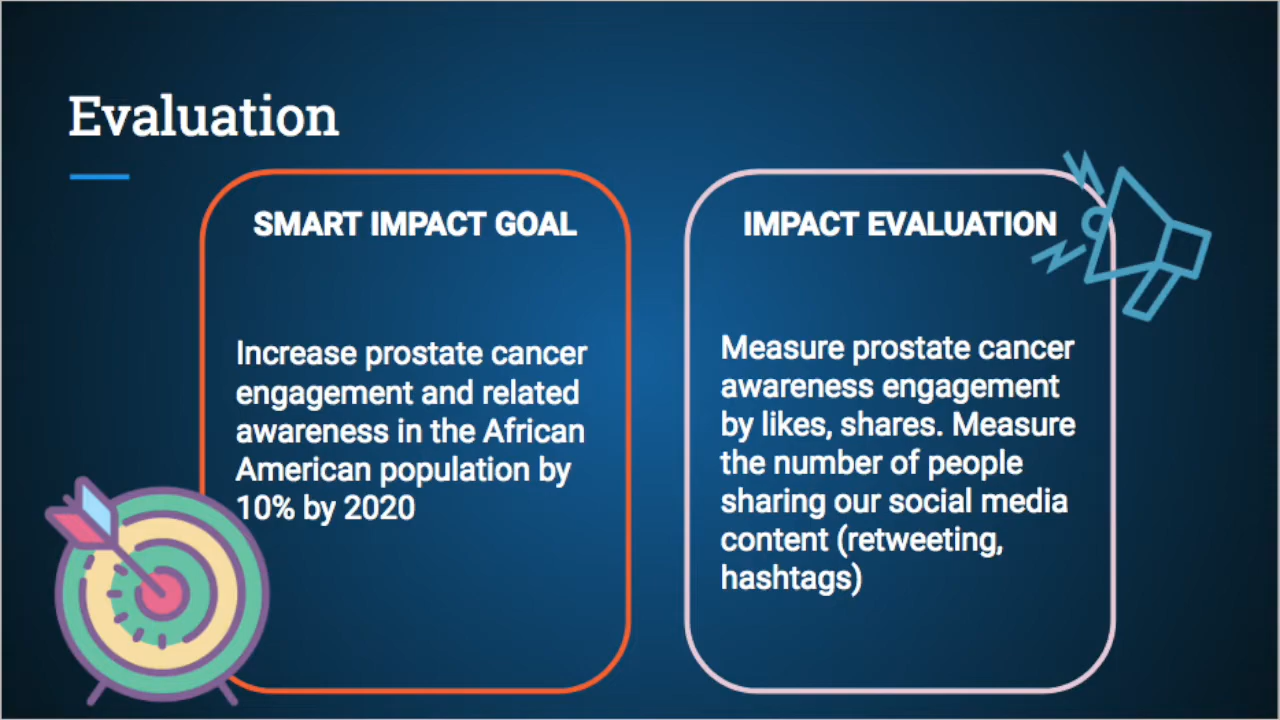 Evaluation
SMART IMPACT GOAL
Increase prostate cancer
engagement and related
awareness in the African
American population by
10% by 2020
IMPACT EVALUATION
Measure prostate cancer
awareness engagement
by likes, shares. Measure
the number of people
sharing our social media
content (retweeting,
hashtags)